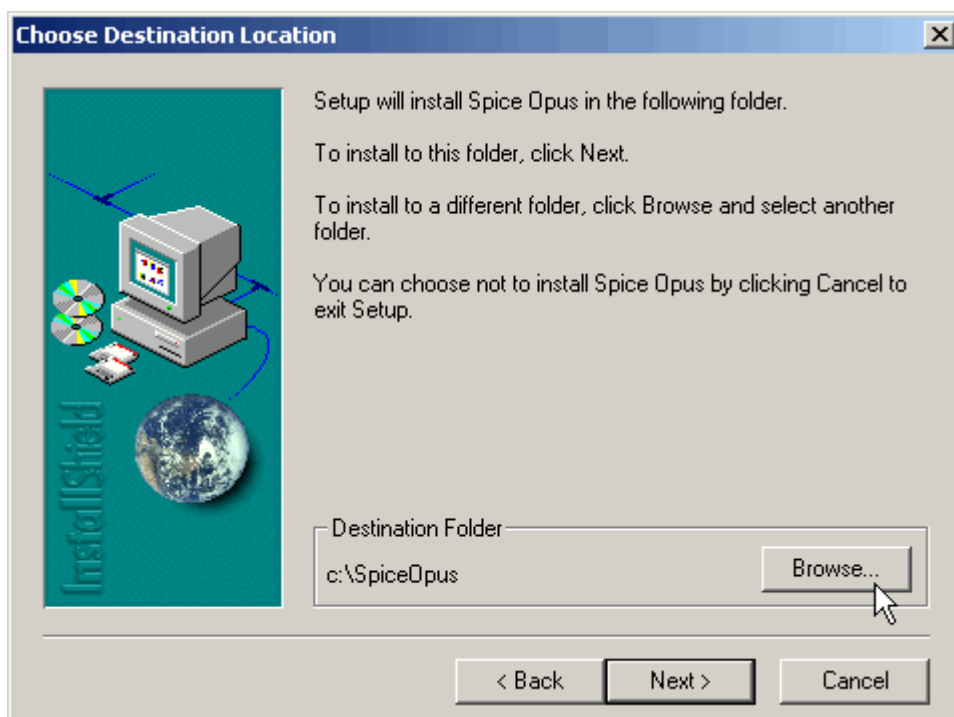 Choose Destination Location
Setup will install Spice Opus in the following folder.
To install to this folder, click Next.
To install to a different folder, click Browse and select another
folder.
You can choose not to install Spice Opus by clicking Cancel to
exit Setup.
InstallShield
Destination Folder
c:\SpiceOpus
Browse...
< Back
Next >
Cancel